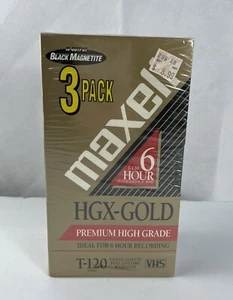 BLACK MAGNETITE
3 PACK
maxell
6
HOUR
HGX-GOLD
PREMIUM HIGH GRADE
IDEAL FOR 6 HOUR RECORDING
T-120
VHS